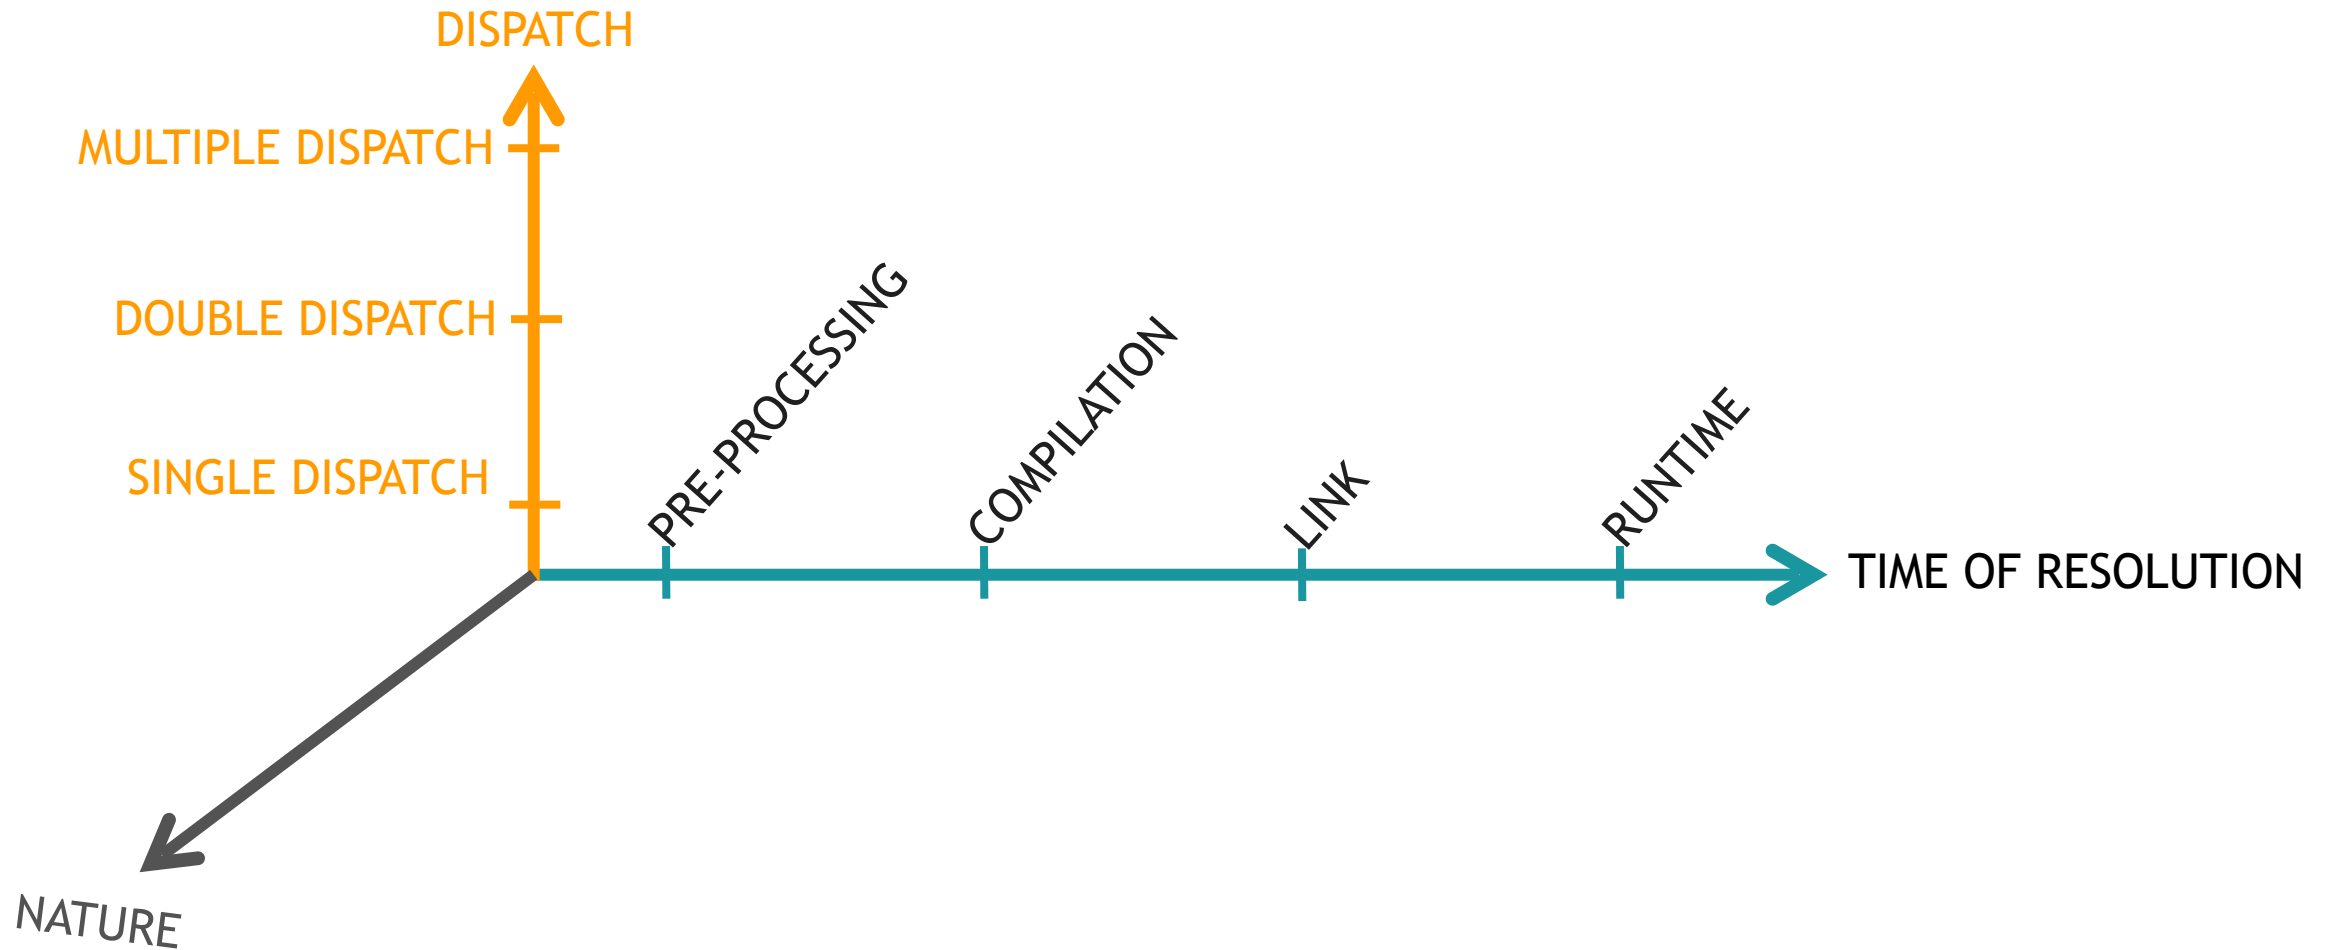 DISPATCH
MULTIPLE DISPATCH
DOUBLE DISPATCH
SINGLE DISPATCH
PRE-PROCESSING
COMPILATION
LINK
RUNTIME
TIME OF RESOLUTION
NATURE